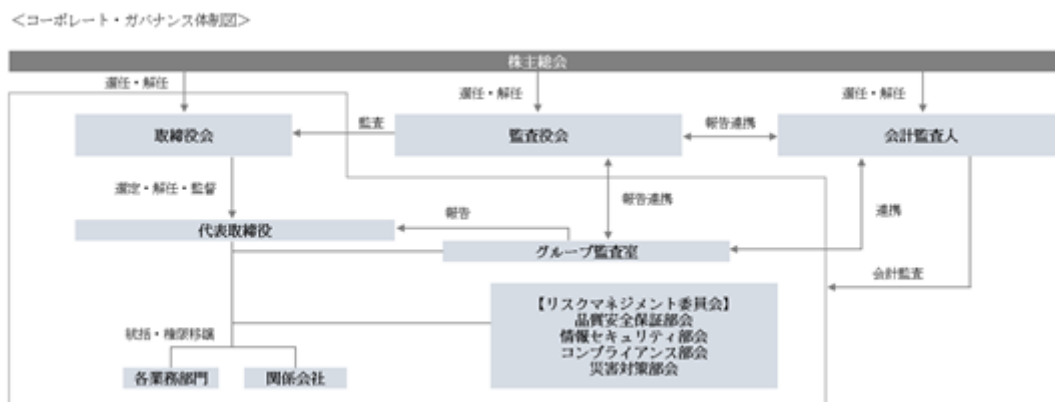 ＜コーポレート・ガバナンス体制図＞
株主総会
選任・解任
選任・解任
選任・解任
取締役会
監査
監査役会
報告連携
会計監査人
選定・解任・監督
報告連携
連携
報告
代表取締役
グループ監査室
会計監査
【リスクマネジメント委員会】
品質安全保証部会
情報セキュリティ部会
コンプライアンス部会
災害対策部会
統括・権限移譲
各業務部門
関係会社